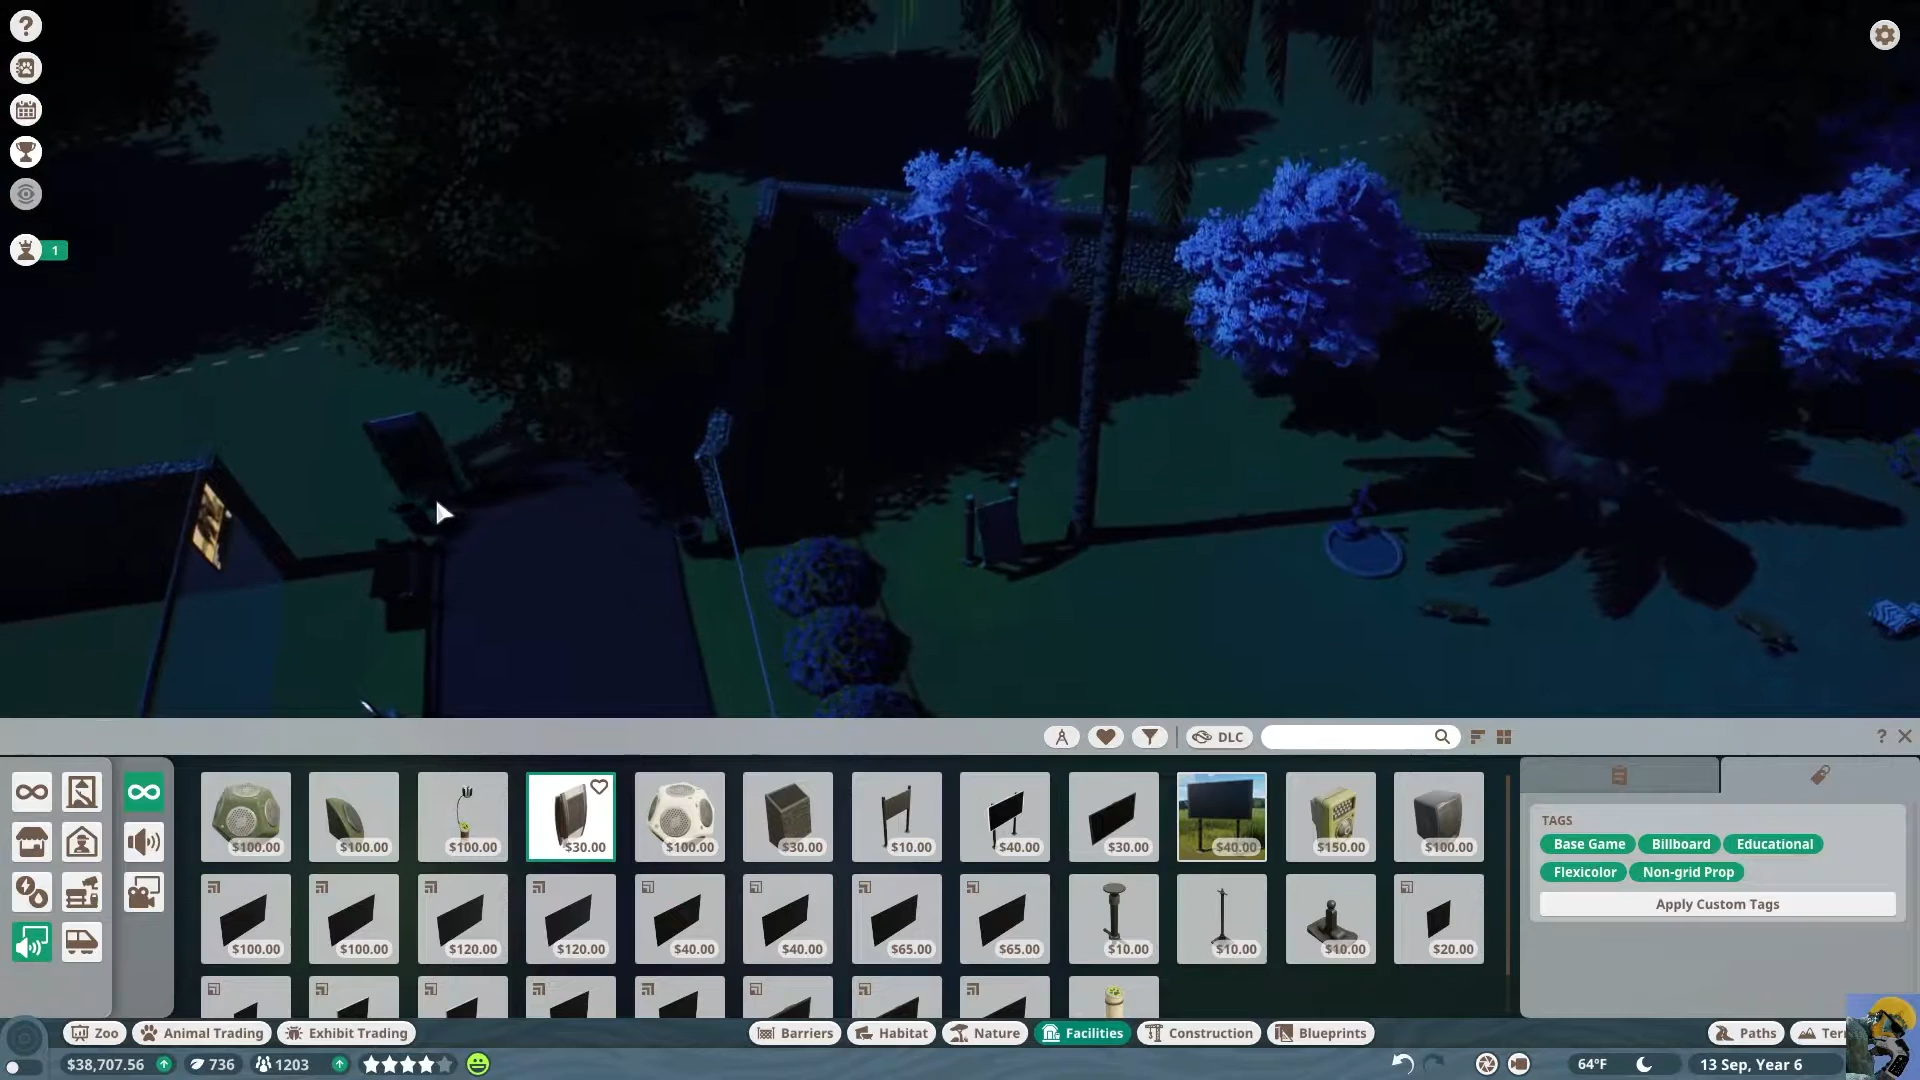 ?
1
DLC
?
$100.00 $100.00 $100.00 $30.00 $100.00 $30.00 $10.00 $40.00 $30.00 $40.00 $150.00 $100.00
$100.00 $100.00 $120.00 $120.00 $40.00 $40.00 $65.00 $65.00 $10.00 $10.00 $10.00 $20.00
TAGS
Base Game Billboard Educational
Flexicolor Non-grid Prop
Apply Custom Tags
Zoo Animal Trading Exhibit Trading Barriers Habitat Nature Facilities Construction Blueprints Paths Terr
$38,707.56 736 1203 64°F 13 Sep, Year 6